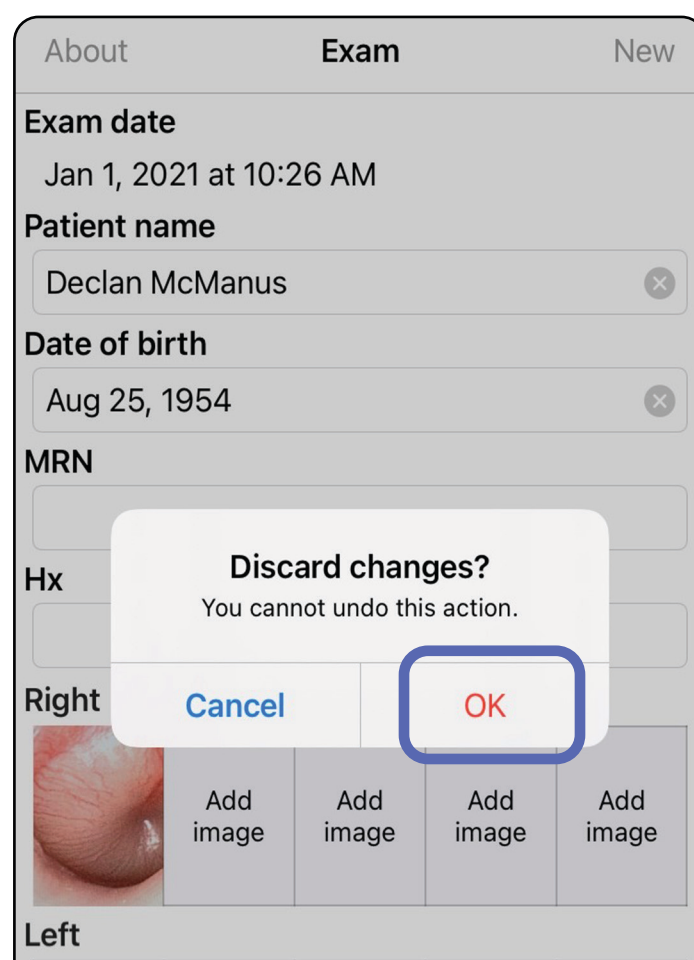 About Exam New
Exam date
Jan 1, 2021 at 10:26 AM
Patient name
Declan McManus
Date of birth
Aug 25, 1954
MRN
Discard changes?
Hx
You cannot undo this action.
Right
Cancel OK
Add image Add image Add image Add image
Left